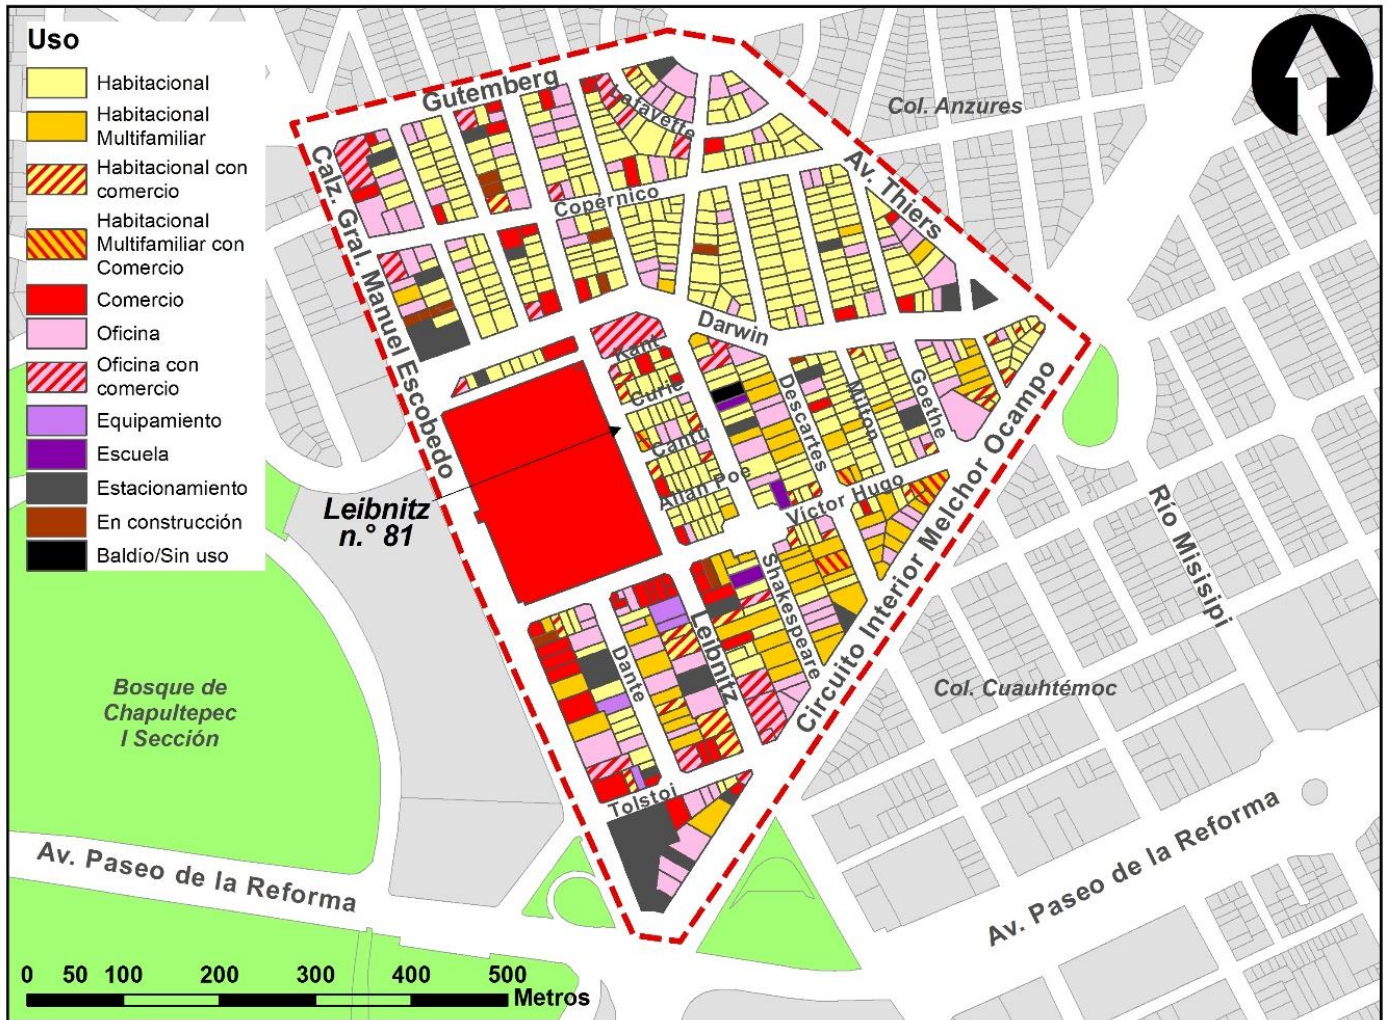 Uso
Habitacional
Habitacional
Multifamiliar
Habitacional con
comercio
Habitacional
Multifamiliar con
Comercio
Comercio
Oficina
Oficina con
comercio
Equipamiento
Escuela
Estacionamiento
En construcción
Baldío/Sin uso
Gutemberg
Lafayette
Col. Anzures
Calz. Gral. Manuel Escobedo
Copérnico
Av. Thiers
Darwin
Kant
Curie
Cantú
Allan Poe
Descartes
Milton
Goethe
Victor Hugo
Leibnitz
n.° 81
Shakespeare
Leibnitz
Dante
Tolstoi
Circuito Interior Melchor Ocampo
Río Misisipi
Bosque de
Chapultepec
I Sección
Col. Cuauhtémoc
Av. Paseo de la Reforma
Av. Paseo de la Reforma
0 50 100 200 300 400 500
Metros